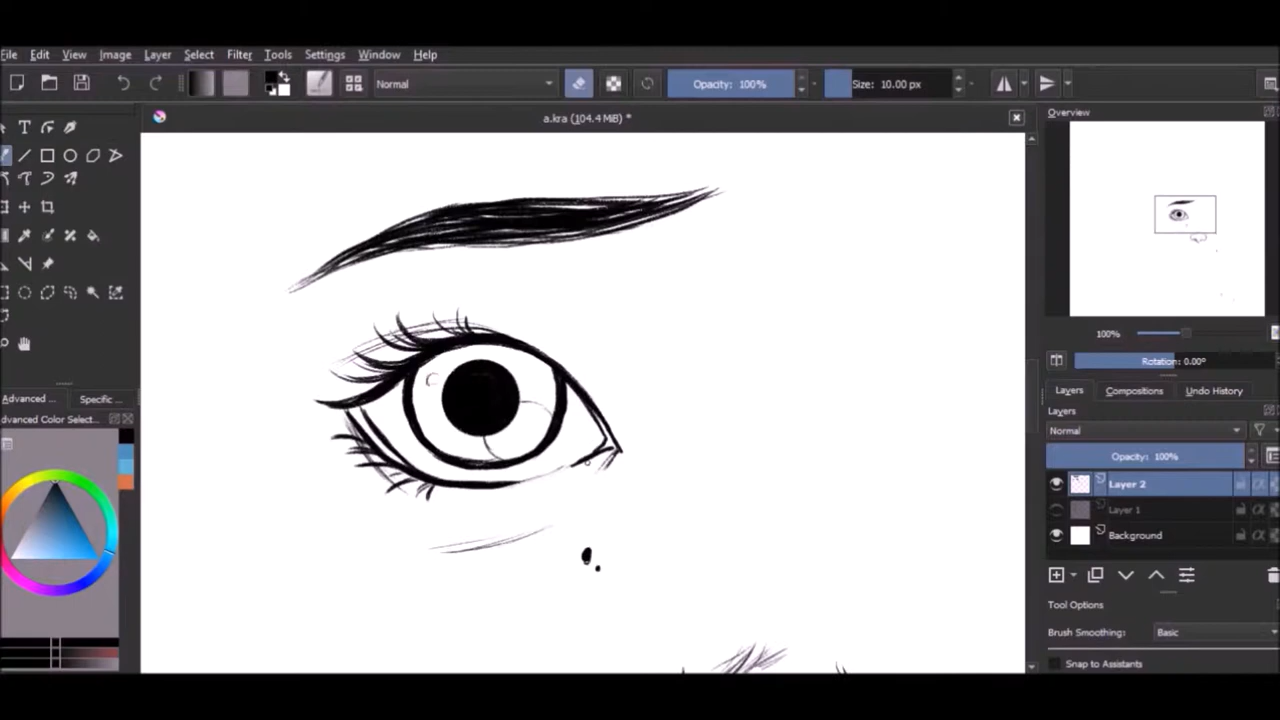 File Edit View Image Layer Select Filter Tools Settings Window Help
Normal Opacity: 100% Size: 10.00 px
a.kra (104.4 MiB) *
Overview
100%
Rotation: 0.00°
Layers Compositions Undo History
Layers
Normal
Opacity: 100%
Layer 2
Layer 1
Background
Tool Options
Brush Smoothing: Basic
Snap to Assistants
Advanced ... Specific ...
dvanced Color Select...